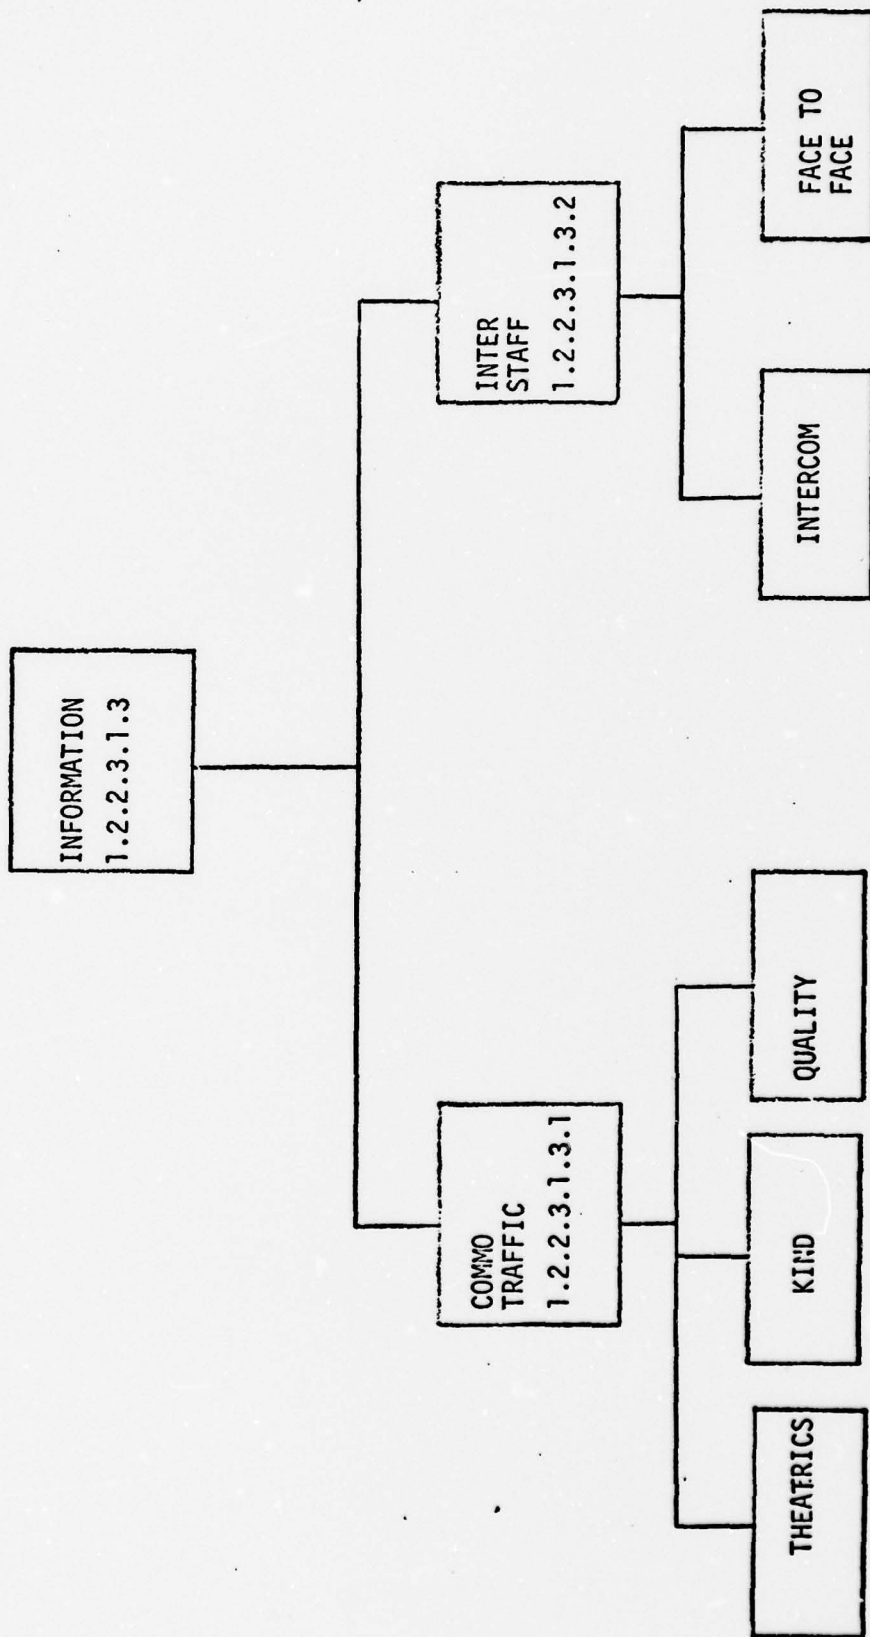 INFORMATION
1.2.2.3.1.3
COMMO
TRAFFIC
1.2.2.3.1.3.1
INTER
STAFF
1.2.2.3.1.3.2
THEATRICS
KIND
QUALITY
INTERCOM
FACE TO
FACE